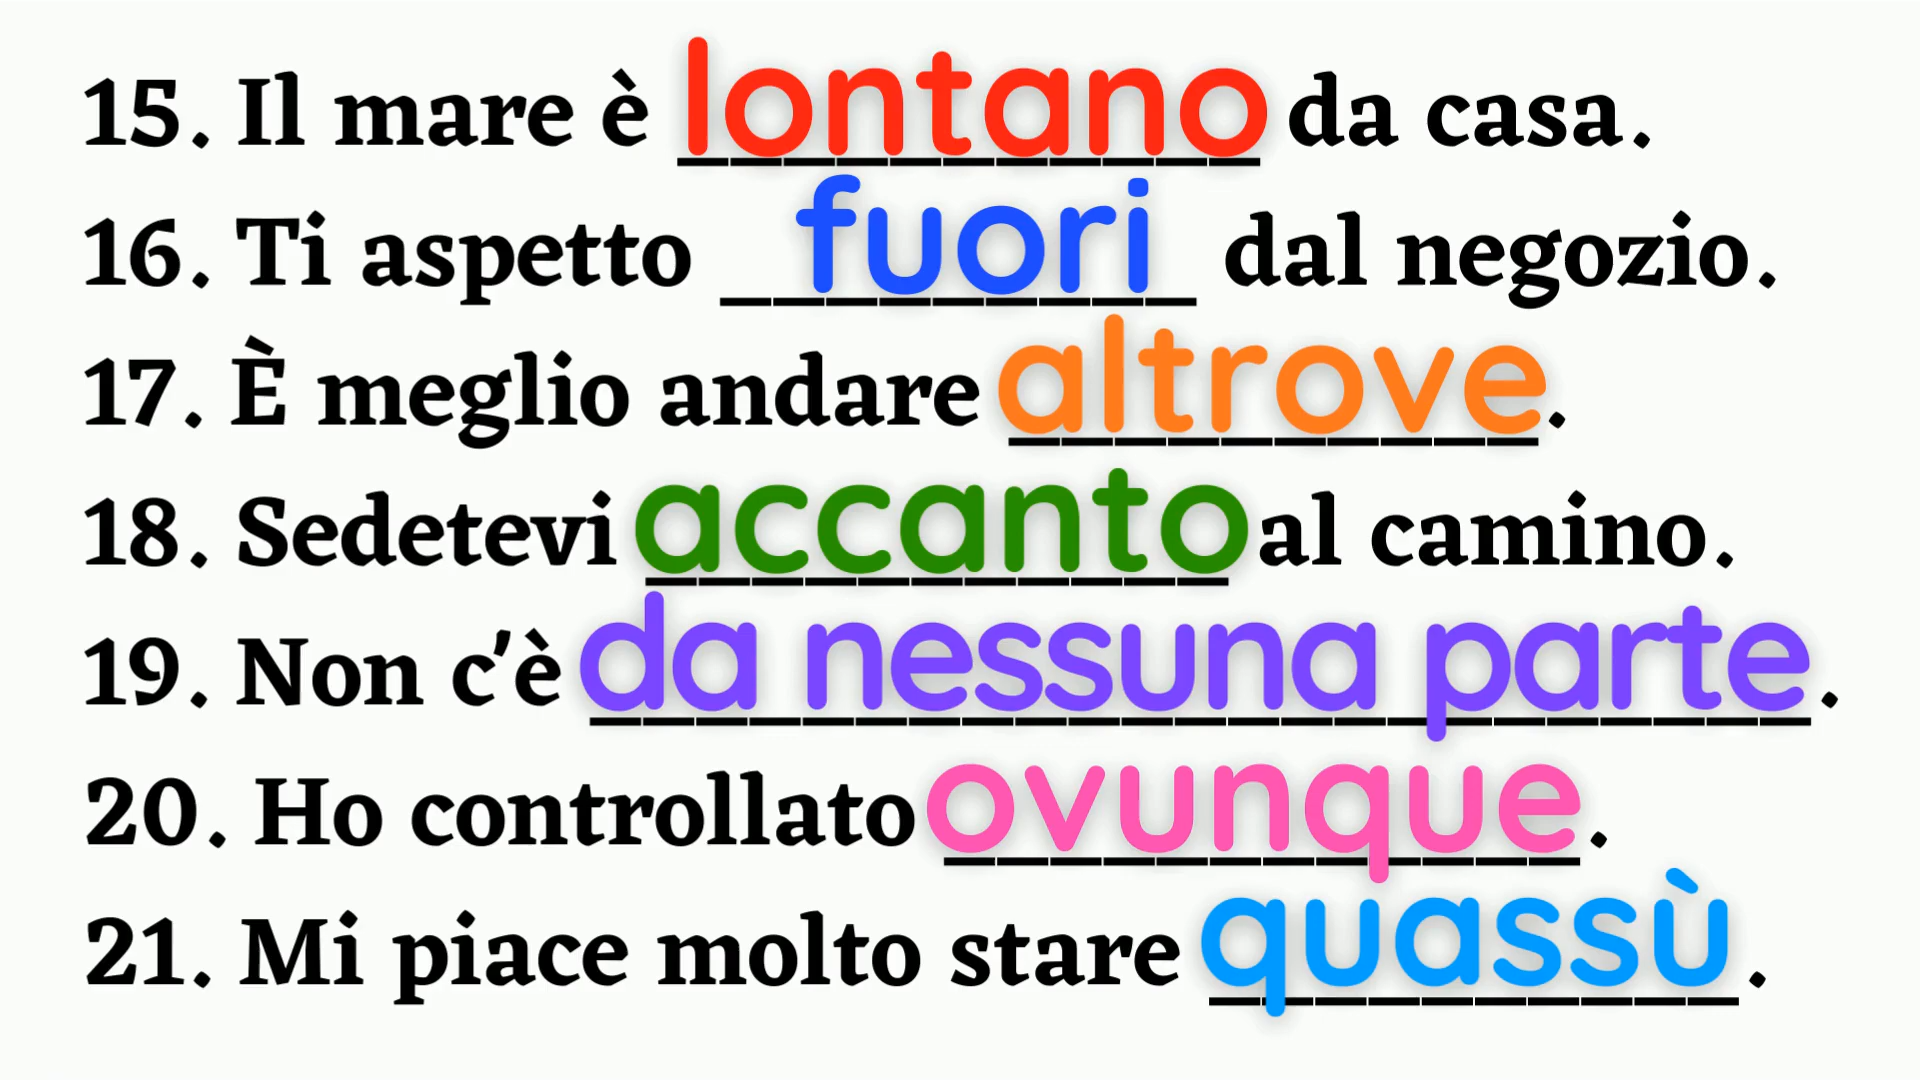 15. Il mare è lontano da casa.
16. Ti aspetto fuori dal negozio.
17. È meglio andare altrove.
18. Sedetevi accanto al camino.
19. Non c'è da nessuna parte.
20. Ho controllato ovunque.
21. Mi piace molto stare quassù.